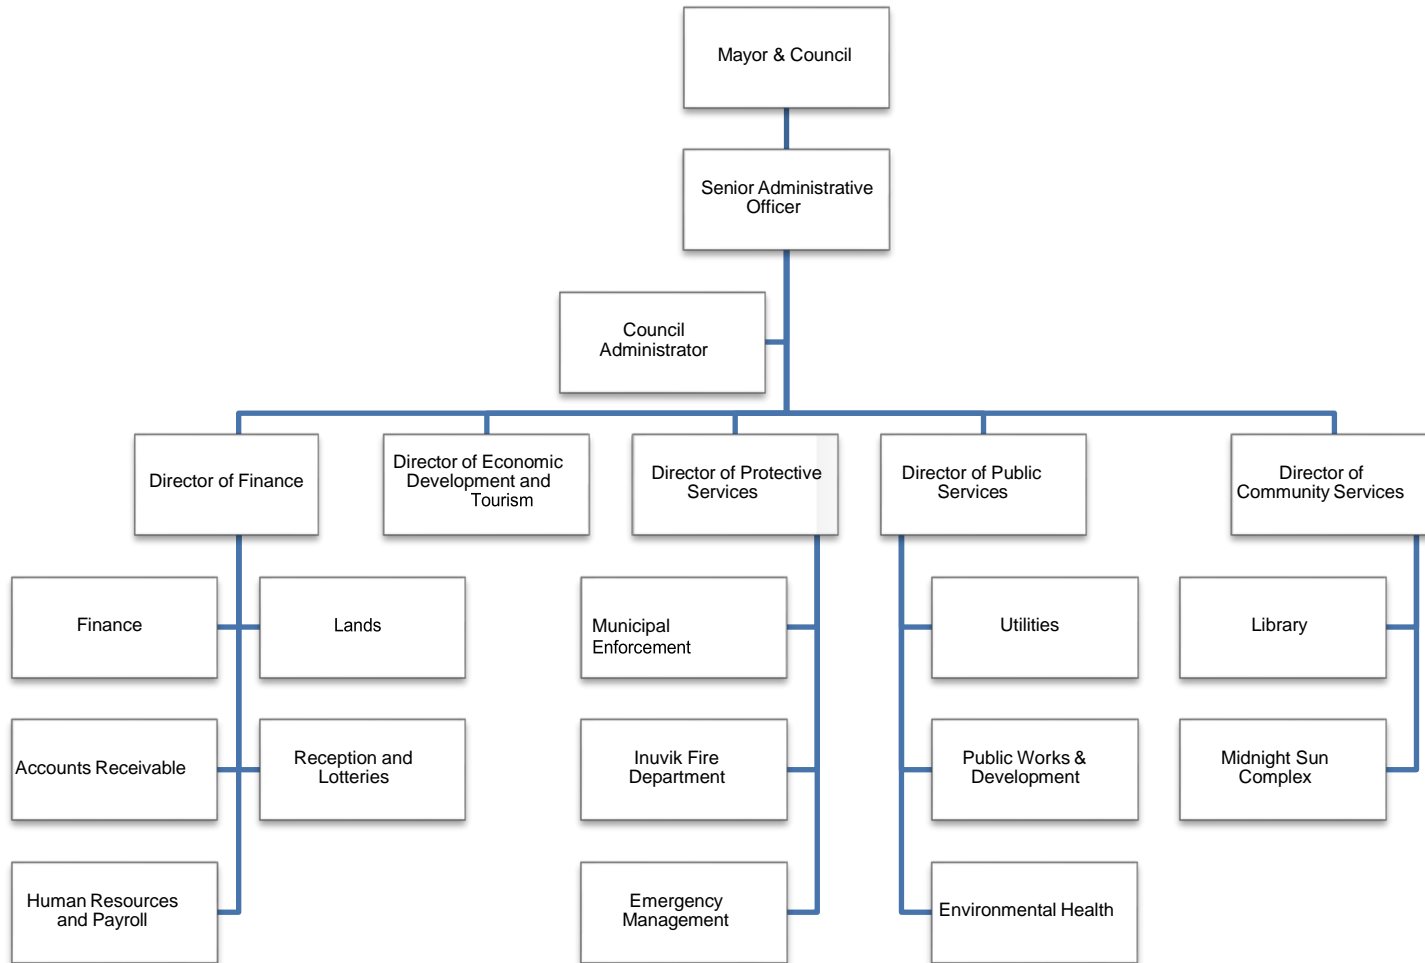 Mayor & Council
Senior Administrative
Officer
Council
Administrator
Director of Finance
Director of Economic
Development and
Tourism
Director of Protective
Services
Director of Public
Services
Director of
Community Services
Finance
Lands
Municipal
Enforcement
Utilities
Library
Accounts Receivable
Reception and
Lotteries
Inuvik Fire
Department
Public Works &
Development
Midnight Sun
Complex
Human Resources
and Payroll
Emergency
Management
Environmental Health